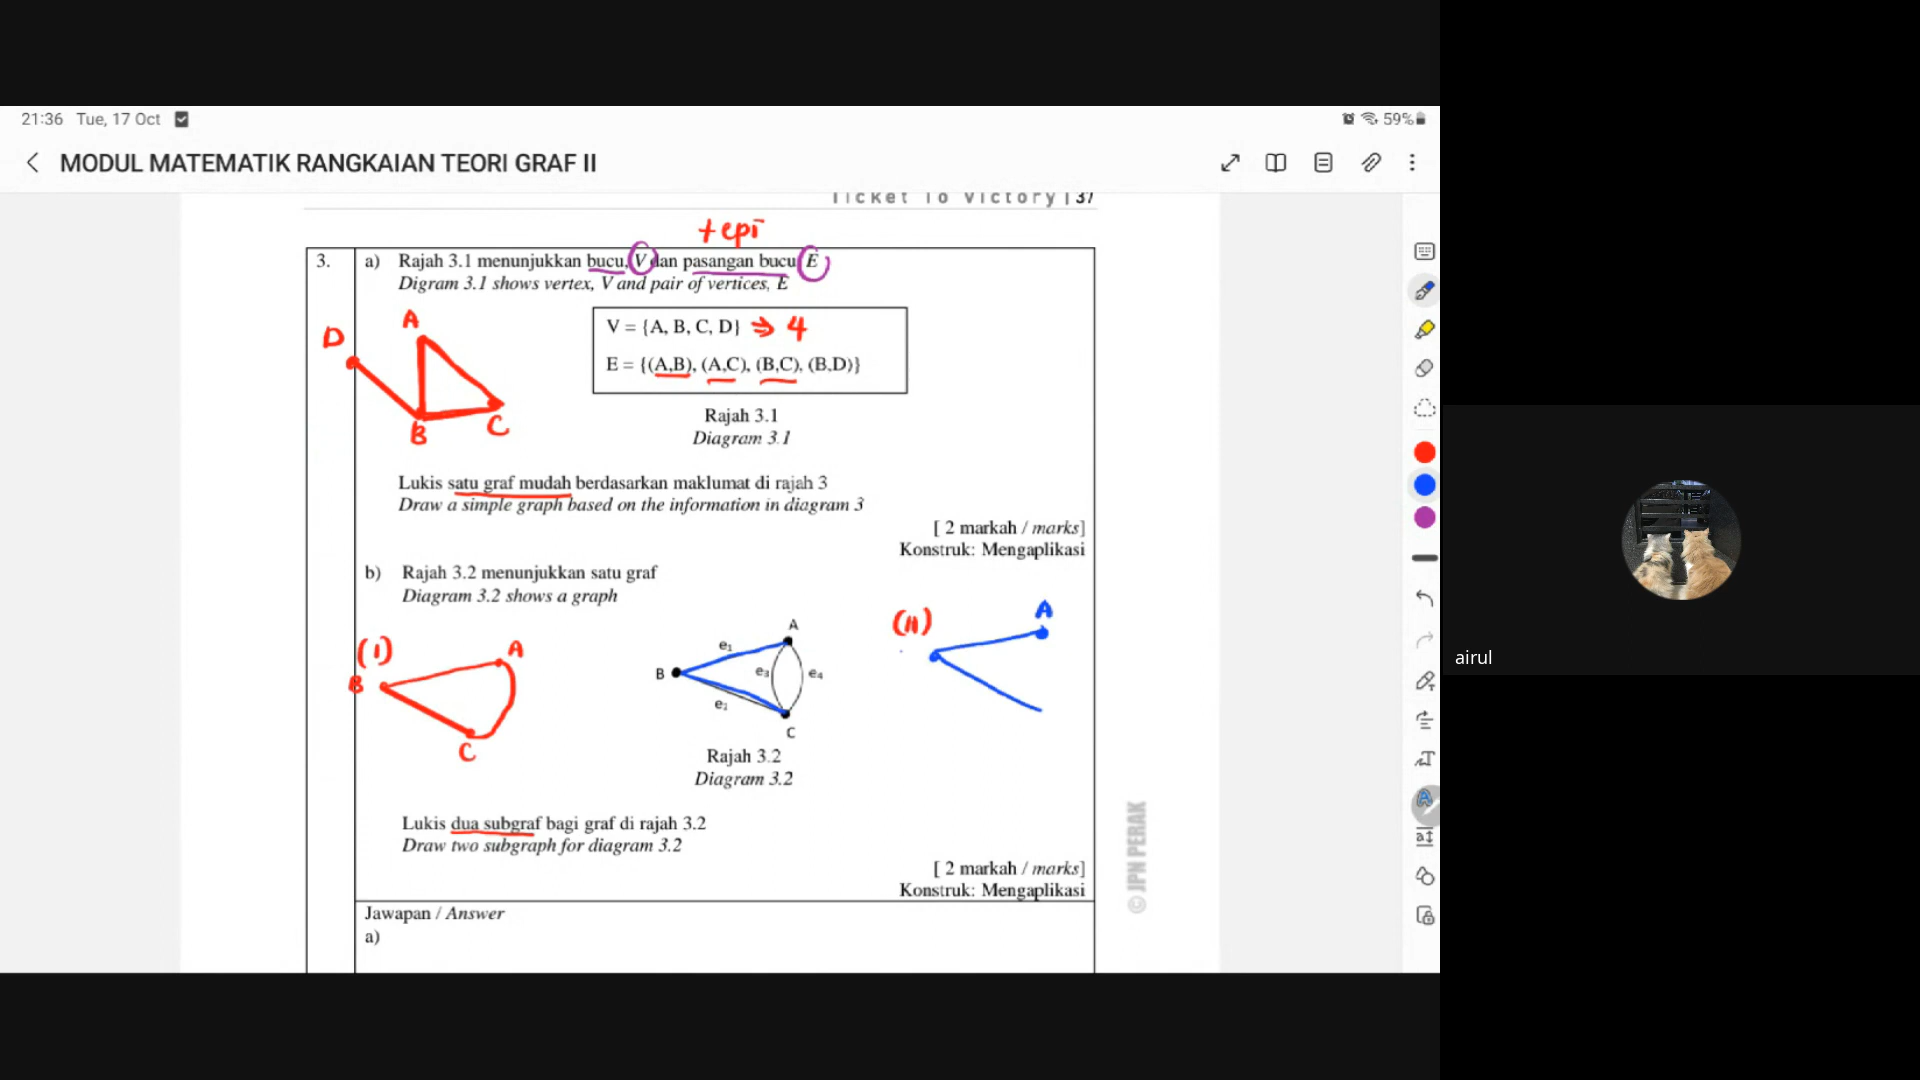 21:36 Tue, 17 Oct
59%
MODUL MATEMATIK RANGKAIAN TEORI GRAF II
Ticket To Victory | 37
tepi
3. a) Rajah 3.1 menunjukkan bucu, V dan pasangan bucu E
Digram 3.1 shows vertex, V and pair of vertices, E
A
D
B
C
V = {A, B, C, D} ⇒ 4
E = {(A,B), (A,C), (B,C), (B,D)}
Rajah 3.1
Diagram 3.1
Lukis satu graf mudah berdasarkan maklumat di rajah 3
Draw a simple graph based on the information in diagram 3
[ 2 markah / marks]
Konstruk: Mengaplikasi
b) Rajah 3.2 menunjukkan satu graf
Diagram 3.2 shows a graph
(I)
A
B
C
A
e1
B
e3
e4
e2
C
(II)
A
Rajah 3.2
Diagram 3.2
Lukis dua subgraf bagi graf di rajah 3.2
Draw two subgraph for diagram 3.2
[ 2 markah / marks]
Konstruk: Mengaplikasi
© JPN PERAK
Jawapan / Answer
a)
airul